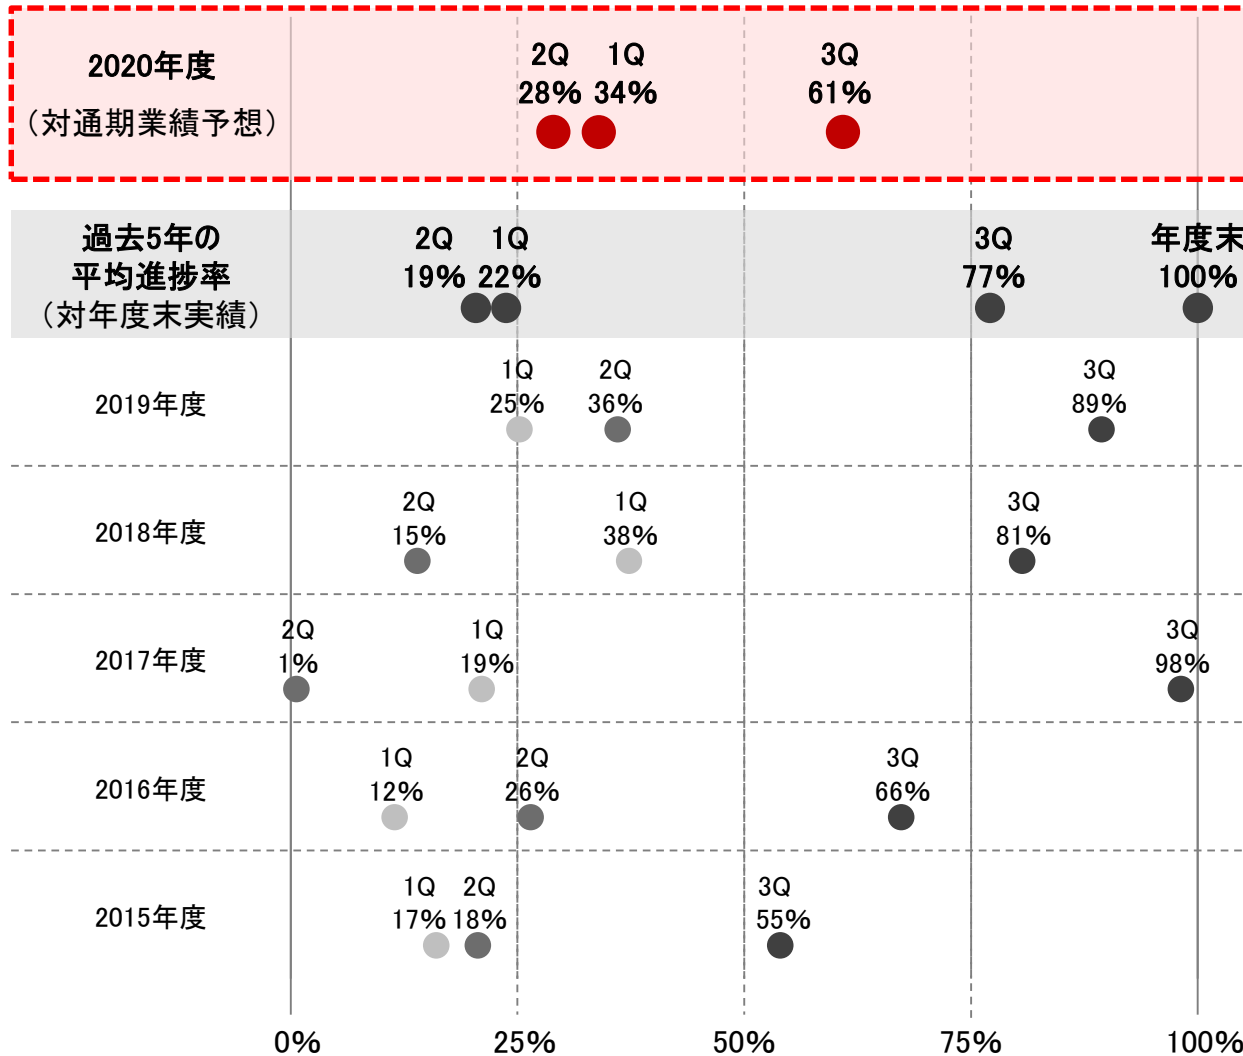 2020年度
（対通期業績予想）
2Q 1Q 3Q
28% 34% 61%
過去5年の
平均進捗率
（対年度末実績）
2Q 1Q 3Q 年度末
19% 22% 77% 100%
2019年度
1Q 2Q 3Q
25% 36% 89%
2018年度
2Q 1Q 3Q
15% 38% 81%
2017年度
2Q 1Q 3Q
1% 19% 98%
2016年度
1Q 2Q 3Q
12% 26% 66%
2015年度
1Q 2Q 3Q
17% 18% 55%
0% 25% 50% 75% 100%